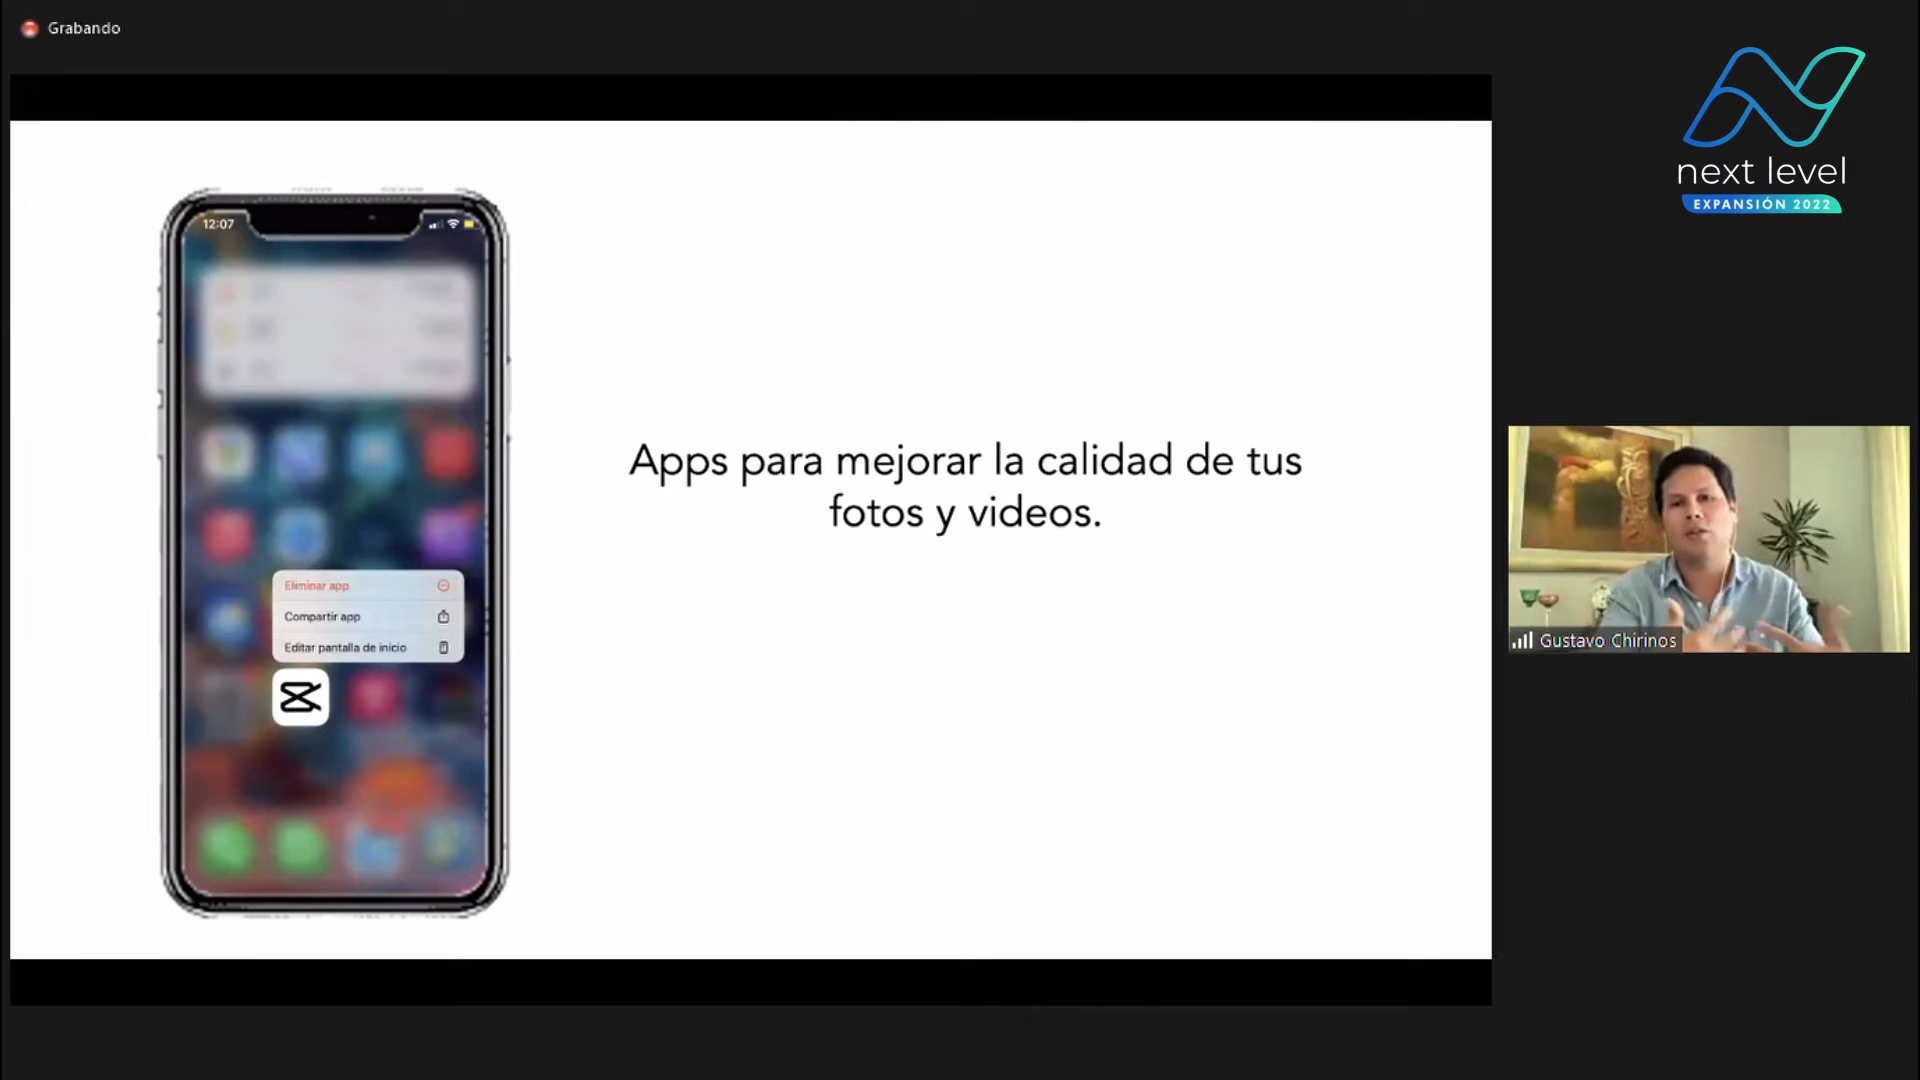 Grabando
next level
EXPANSIÓN 2022
12:07
Apps para mejorar la calidad de tus
fotos y videos.
Eliminar app
Compartir app
Editar pantalla de inicio
Gustavo Chirinos